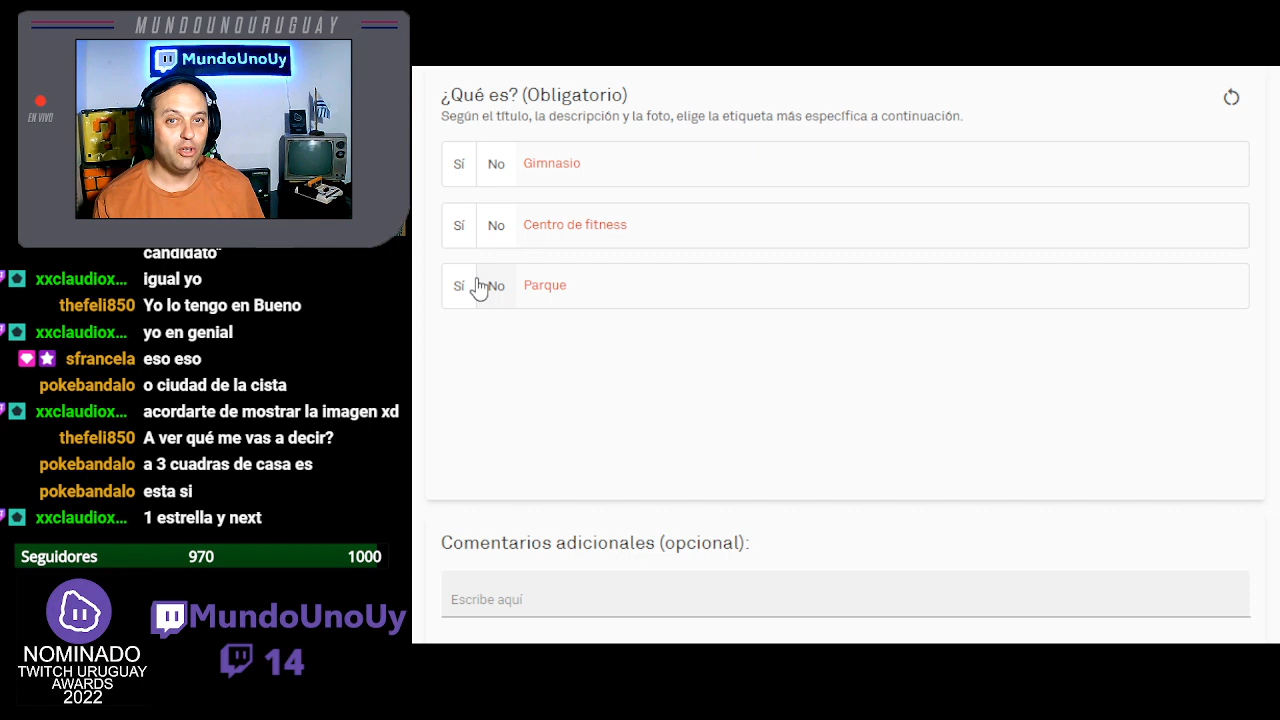 MUNDOUNOURUGUAY
MundoUnoUy
EN VIVO
candidato"
xxclaudiox... igual yo
thefeli850 Yo lo tengo en Bueno
xxclaudiox... yo en genial
sfrancela eso eso
pokebandalo o ciudad de la cista
xxclaudiox... acordarte de mostrar la imagen xd
thefeli850 A ver qué me vas a decir?
pokebandalo a 3 cuadras de casa es
pokebandalo esta si
xxclaudiox... 1 estrella y next
Seguidores 970 1000
NOMINADO
TWITCH URUGUAY
AWARDS
2022
MundoUnoUy
14
¿Qué es? (Obligatorio)
Según el título, la descripción y la foto, elige la etiqueta más específica a continuación.
Sí No Gimnasio
Sí No Centro de fitness
Sí No Parque
Comentarios adicionales (opcional):
Escribe aquí